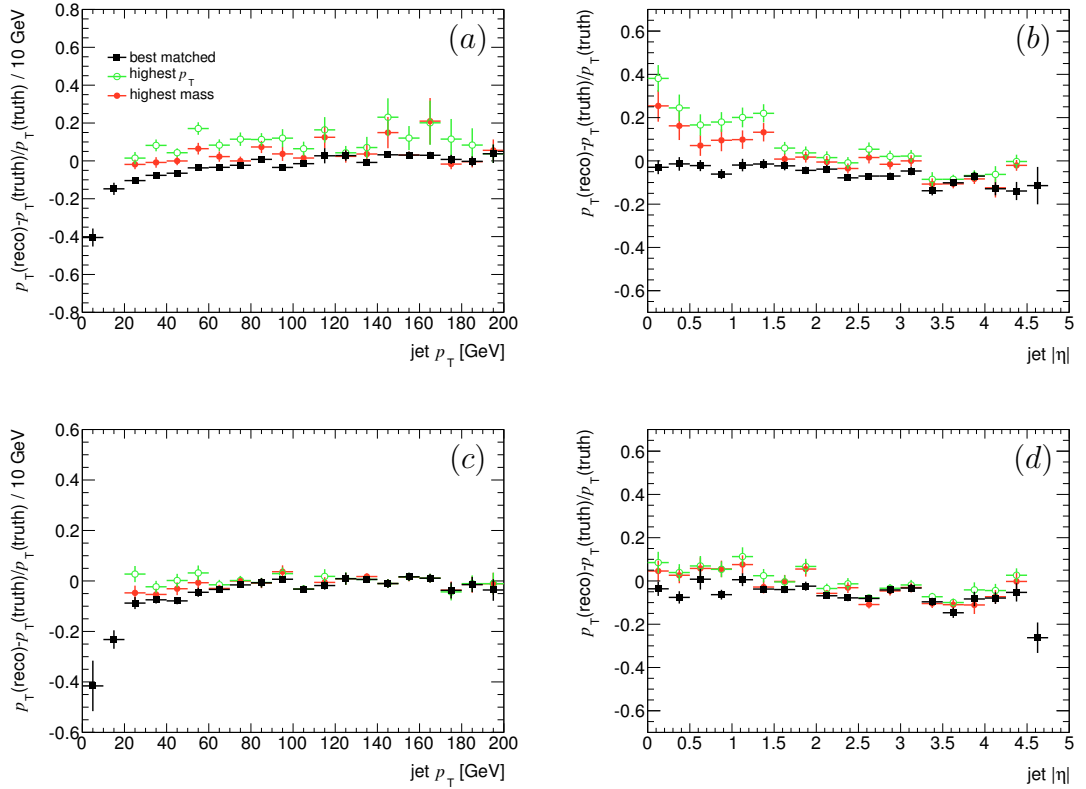 (a)
best matched
highest p_T
highest mass
0.8
0.6
0.4
0.2
0
-0.2
-0.4
-0.6
-0.8
0 20 40 60 80 100 120 140 160 180 200
jet p_T [GeV]
p_T(reco)-p_T(truth)/p_T(truth) / 10 GeV
(b)
0.6
0.4
0.2
0
-0.2
-0.4
-0.6
0 0.5 1 1.5 2 2.5 3 3.5 4 4.5 5
jet |η|
p_T(reco)-p_T(truth)/p_T(truth)
(c)
0.6
0.4
0.2
0
-0.2
-0.4
-0.6
0 20 40 60 80 100 120 140 160 180 200
jet p_T [GeV]
p_T(reco)-p_T(truth)/p_T(truth) / 10 GeV
(d)
0.6
0.4
0.2
0
-0.2
-0.4
-0.6
0 0.5 1 1.5 2 2.5 3 3.5 4 4.5 5
jet |η|
p_T(reco)-p_T(truth)/p_T(truth)